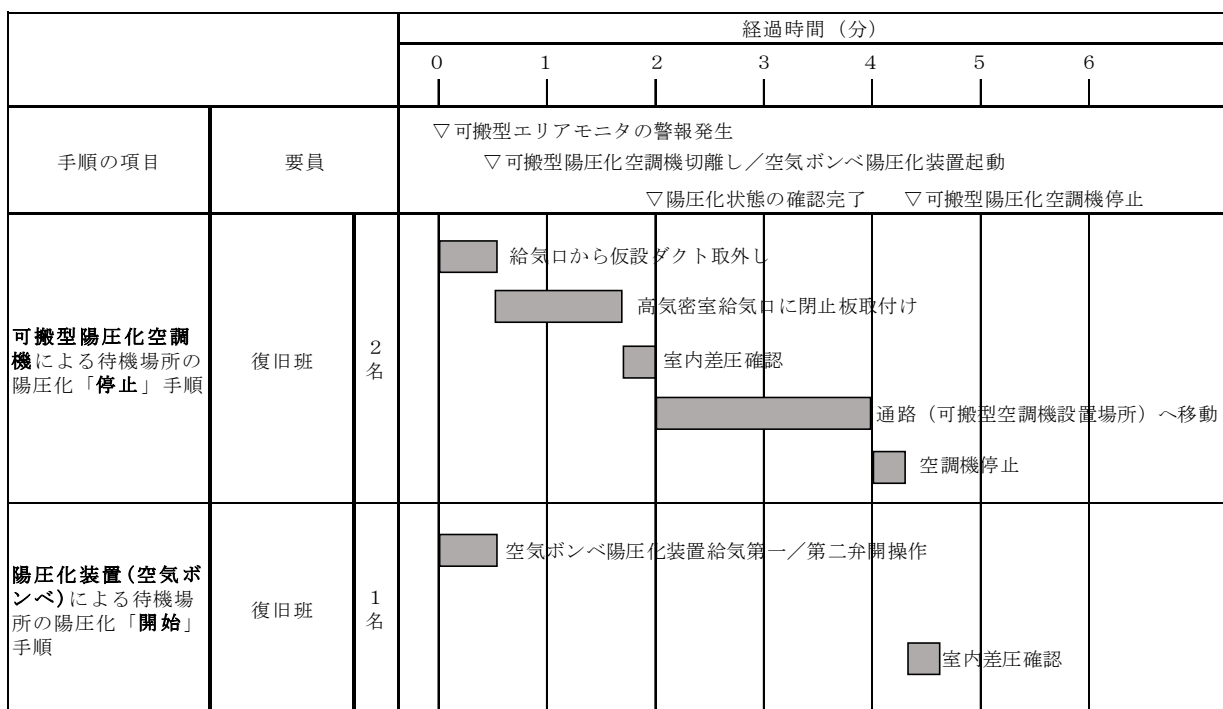 経過時間（分）
0 1 2 3 4 5 6
手順の項目
要員
▽可搬型エリアモニタの警報発生
▽可搬型陽圧化空調機切離し／空気ボンベ陽圧化装置起動
▽陽圧化状態の確認完了 ▽可搬型陽圧化空調機停止
可搬型陽圧化空調
機による待機場所の
陽圧化「停止」手順
復旧班
2
名
給気口から仮設ダクト取外し
高気密室給気口に閉止板取付け
室内差圧確認
通路（可搬型空調機設置場所）へ移動
空調機停止
陽圧化装置(空気ボ
ンベ)による待機場
所の陽圧化「開始」
手順
復旧班
1
名
空気ボンベ陽圧化装置給気第一／第二弁開操作
室内差圧確認